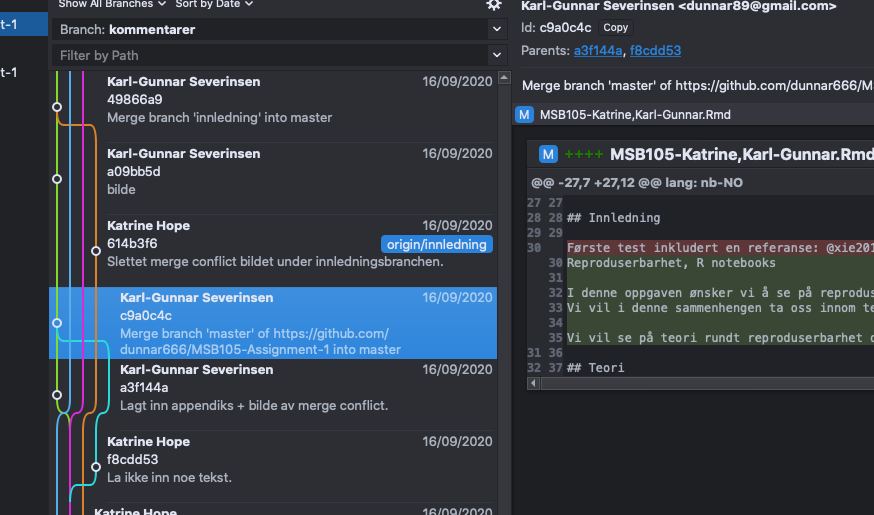 t-1
t-1
Show All Branches Sort by Date
Branch: kommentarer
Filter by Path
Karl-Gunnar Severinsen 16/09/2020
49866a9
Merge branch 'innledning' into master
Karl-Gunnar Severinsen 16/09/2020
a09bb5d
bilde
Katrine Hope 16/09/2020
614b3f6 origin/innledning
Slettet merge conflict bildet under innledningsbranchen.
Karl-Gunnar Severinsen 16/09/2020
c9a0c4c
Merge branch 'master' of https://github.com/
dunnar666/MSB105-Assignment-1 into master
Karl-Gunnar Severinsen 16/09/2020
a3f144a
Lagt inn appendiks + bilde av merge conflict.
Katrine Hope 16/09/2020
f8cdd53
La ikke inn noe tekst.
Katrine Hope 16/09/2020
Karl-Gunnar Severinsen <dunnar89@gmail.com>
Id: c9a0c4c Copy
Parents: a3f144a, f8cdd53
Merge branch 'master' of https://github.com/dunnar666/M
M MSB105-Katrine,Karl-Gunnar.Rmd
M ++++ MSB105-Katrine,Karl-Gunnar.Rmd
@@ -27,7 +27,12 @@ lang: nb-NO
27 27
28 28 ## Innledning
29 29
30 Første test inkludert en referanse: @xie201
30 Reproduserbarhet, R notebooks
31
32 I denne oppgaven ønsker vi å se på reprodus
33 Vi vil i denne sammenhengen ta oss innom te
34
35 Vi vil se på teori rundt reproduserbarhet o
31 36
32 37 ## Teori